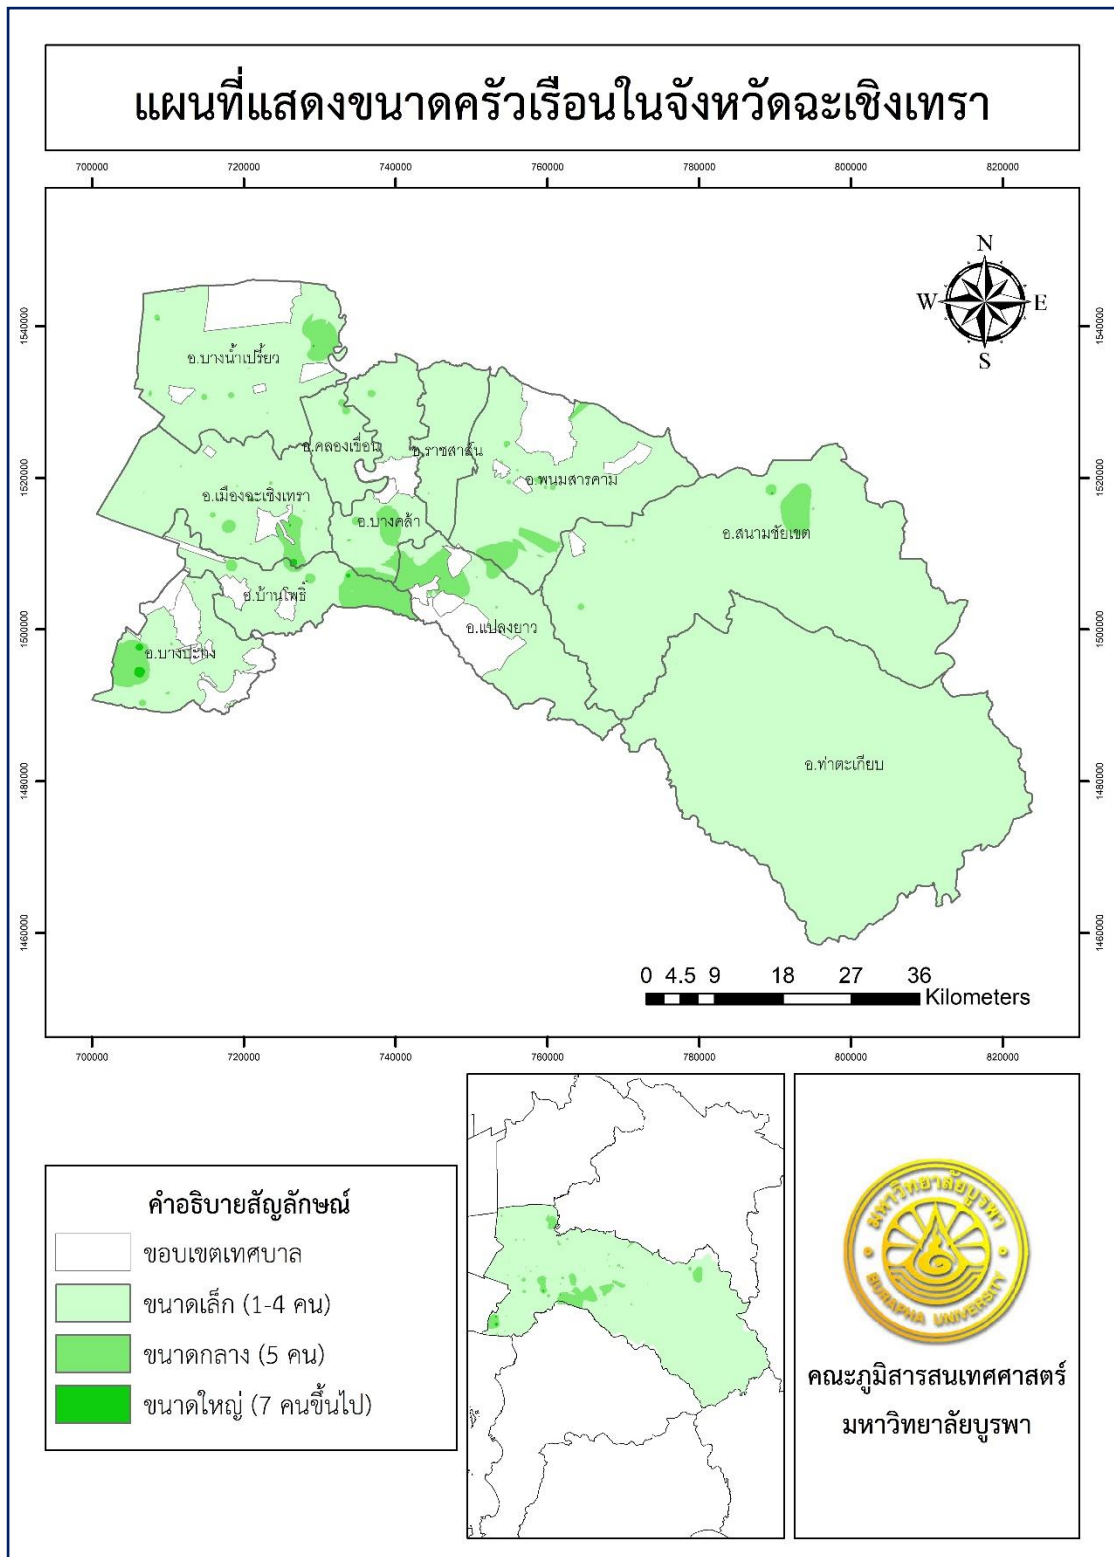 แผนที่แสดงขนาดครัวเรือนในจังหวัดฉะเชิงเทรา
700000 720000 740000 760000 780000 800000 820000
N
W E
S
1540000 1540000
อ.บางน้ำเปรี้ยว
อ.คลองเขื่อน
อ.ราชสาส์น
1520000 1520000
อ.พนมสารคาม
อ.เมืองฉะเชิงเทรา
อ.บางคล้า
อ.สนามชัยเขต
อ.บ้านโพธิ์
1500000 1500000
อ.แปลงยาว
อ.บางปะกง
อ.ท่าตะเกียบ
1480000 1480000
1460000 1460000
0 4.5 9 18 27 36
Kilometers
700000 720000 740000 760000 780000 800000 820000
คำอธิบายสัญลักษณ์
ขอบเขตเทศบาล
ขนาดเล็ก (1-4 คน)
ขนาดกลาง (5 คน)
ขนาดใหญ่ (7 คนขึ้นไป)
มหาวิทยาลัยบูรพา
BURAPHA UNIVERSITY
คณะภูมิสารสนเทศศาสตร์
มหาวิทยาลัยบูรพา